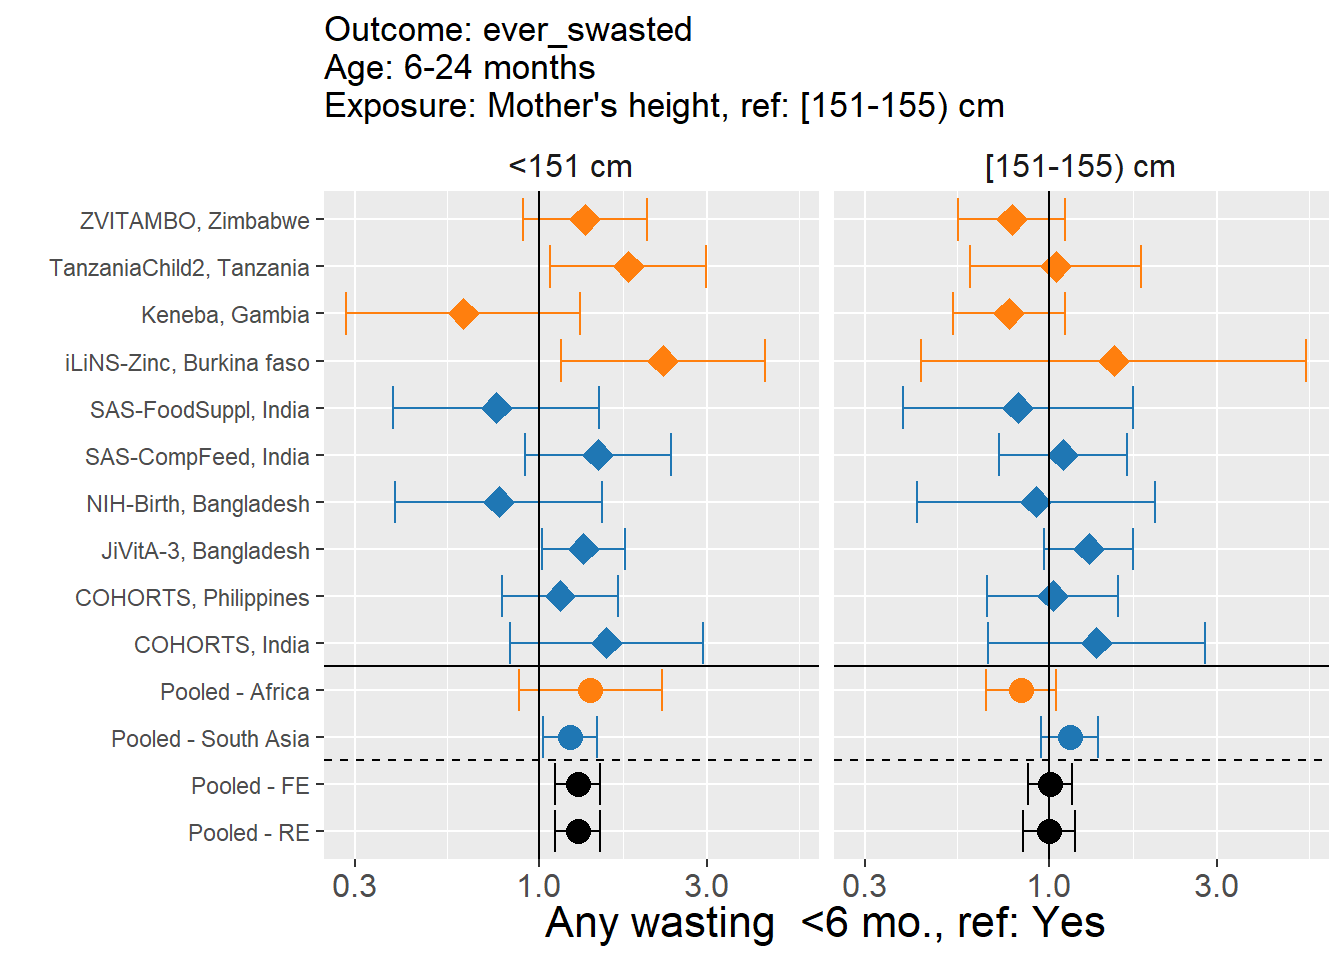 Outcome: ever_swasted
Age: 6-24 months
Exposure: Mother's height, ref: [151-155) cm
<151 cm
[151-155) cm
ZVITAMBO, Zimbabwe
TanzaniaChild2, Tanzania
Keneba, Gambia
iLiNS-Zinc, Burkina faso
SAS-FoodSuppl, India
SAS-CompFeed, India
NIH-Birth, Bangladesh
JiVitA-3, Bangladesh
COHORTS, Philippines
COHORTS, India
Pooled - Africa
Pooled - South Asia
Pooled - FE
Pooled - RE
0.3 1.0 3.0 0.3 1.0 3.0
Any wasting  <6 mo., ref: Yes